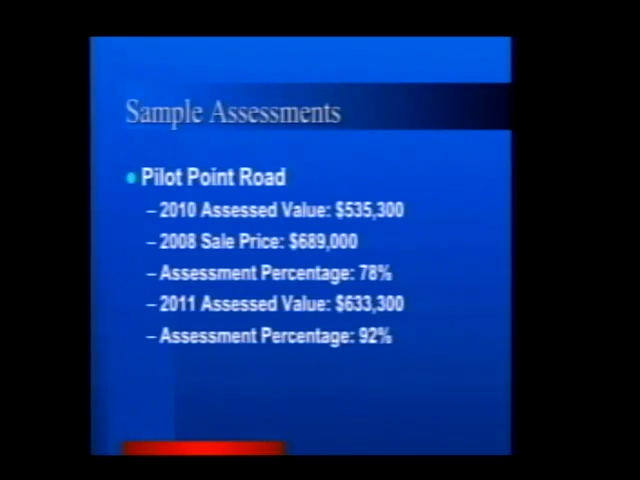 Sample Assessments
Pilot Point Road
– 2010 Assessed Value: $535,300
– 2008 Sale Price: $689,000
– Assessment Percentage: 78%
– 2011 Assessed Value: $633,300
– Assessment Percentage: 92%